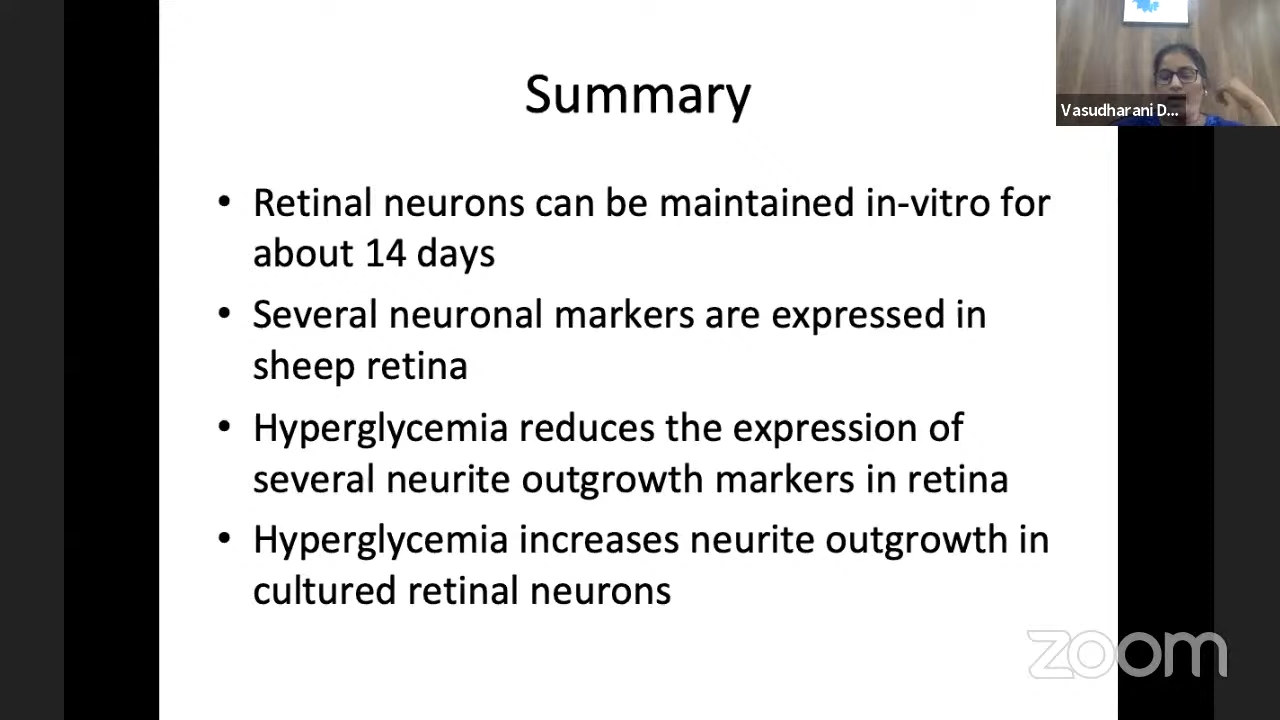 Summary
Vasudharani D...
• Retinal neurons can be maintained in-vitro for
about 14 days
• Several neuronal markers are expressed in
sheep retina
• Hyperglycemia reduces the expression of
several neurite outgrowth markers in retina
• Hyperglycemia increases neurite outgrowth in
cultured retinal neurons
zoom